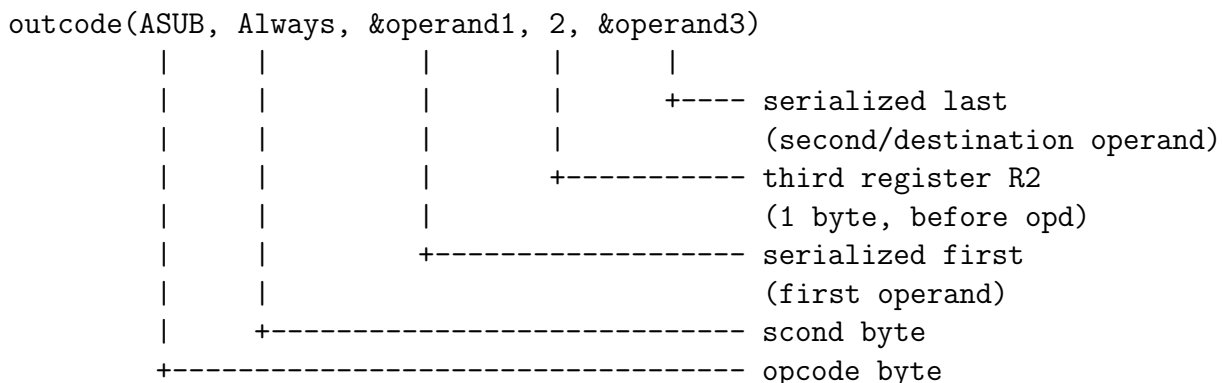 outcode(ASUB, Always, &operand1, 2, &operand3)
          |     |         |       |      |
          |     |         |       |      +---- serialized last
          |     |         |       |            (second/destination operand)
          |     |         |       +----------- third register R2
          |     |         |                    (1 byte, before opd)
          |     |         +------------------- serialized first
          |     |                              (first operand)
          |     +----------------------------- scond byte
          +----------------------------------- opcode byte